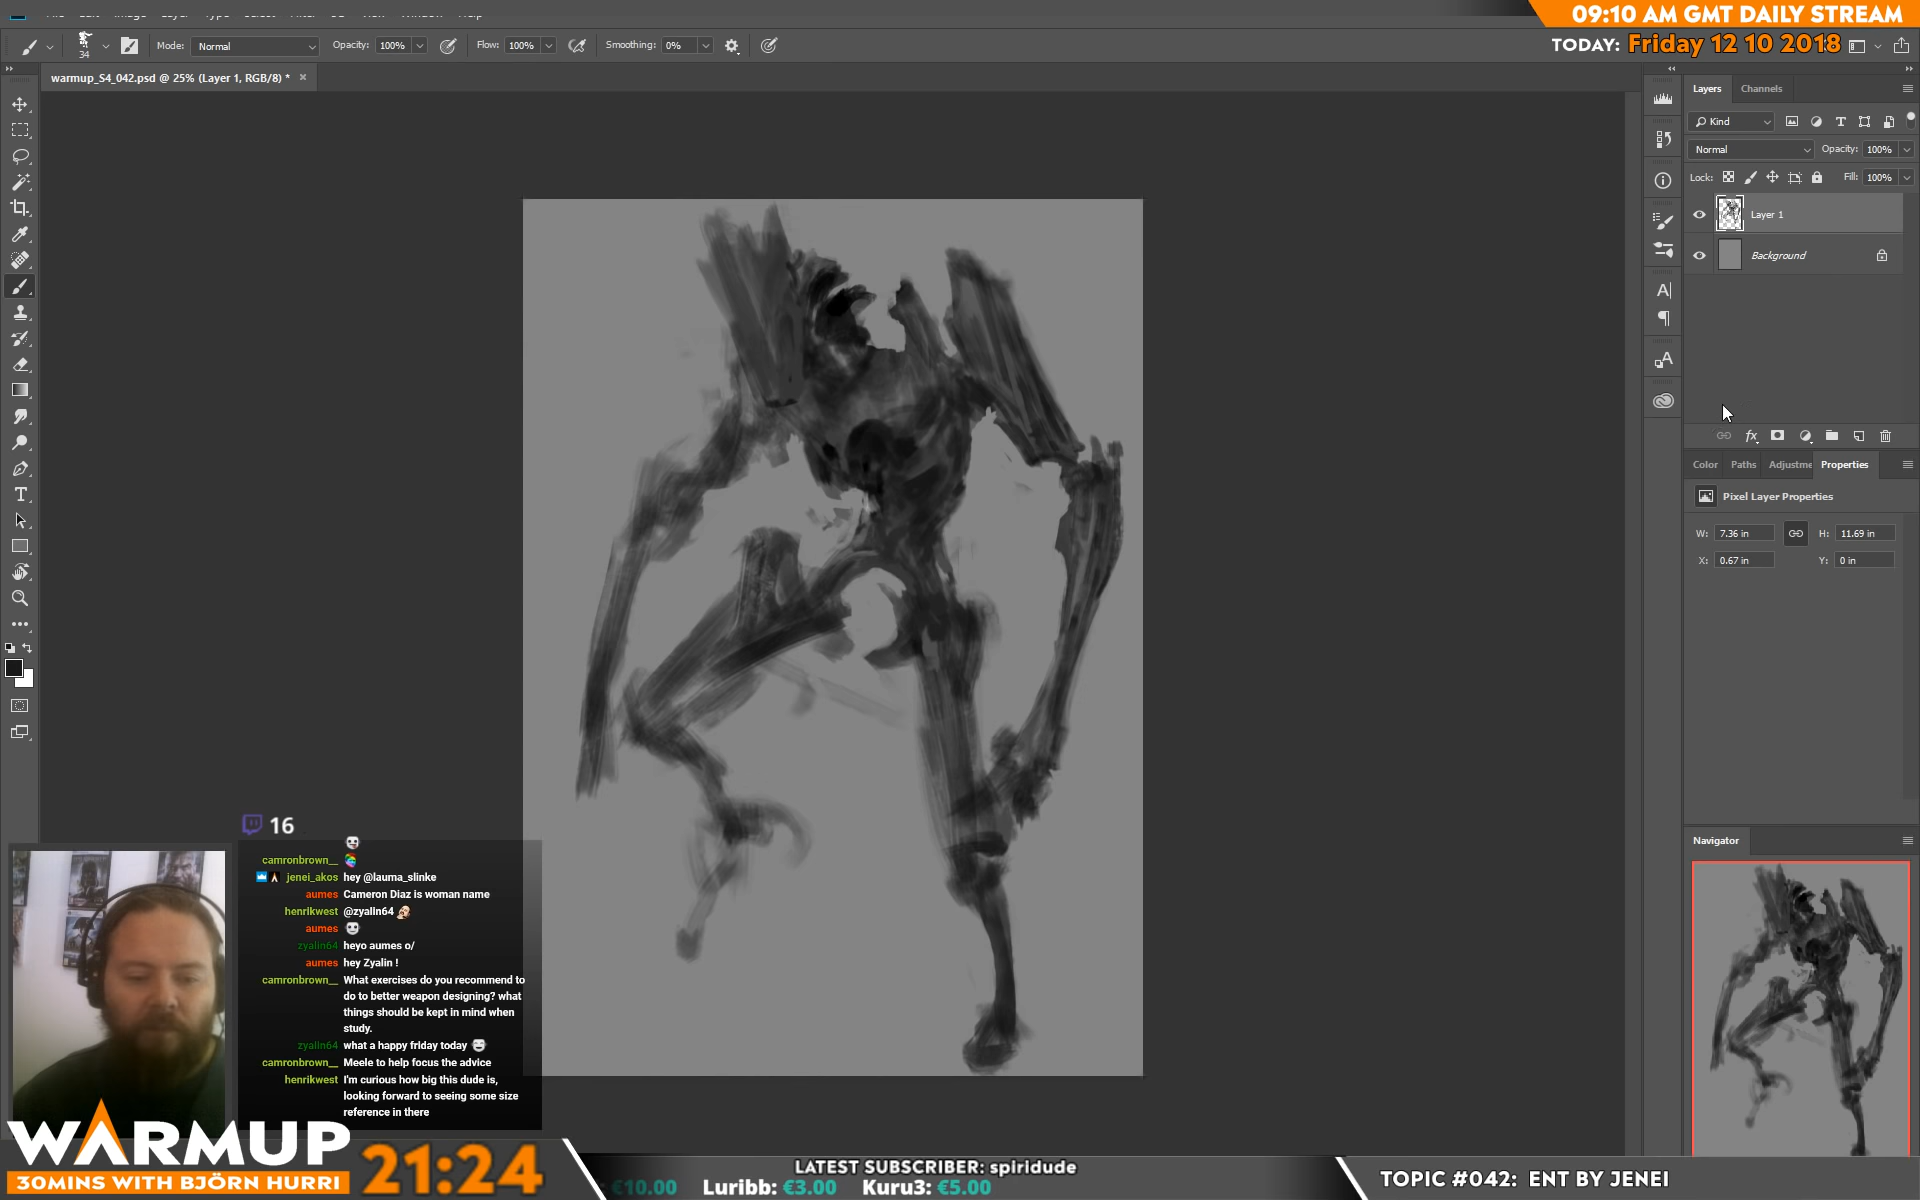 09:10 AM GMT DAILY STREAM
TODAY: Friday 12 10 2018
Mode: Normal Opacity: 100% Flow: 100% Smoothing: 0%
34
warmup_S4_042.psd @ 25% (Layer 1, RGB/8) *
Layers Channels
Kind
Normal Opacity: 100%
Lock: Fill: 100%
Layer 1
Background
Color Paths Adjustme Properties
Pixel Layer Properties
W: 7.36 in H: 11.69 in
X: 0.67 in Y: 0 in
Navigator
16
camronbrown__
jenei_akos hey @lauma_slinke
aumes Cameron Diaz is woman name
henrikwest @zyalin64
aumes
zyalin64 heyo aumes o/
aumes hey Zyalin !
camronbrown__ What exercises do you recommend to
do to better weapon designing? what
things should be kept in mind when
study.
zyalin64 what a happy friday today
camronbrown__ Meele to help focus the advice
henrikwest I'm curious how big this dude is,
looking forward to seeing some size
reference in there
WARMUP
30MINS WITH BJÖRN HURRI
21:24
LATEST SUBSCRIBER: spiridude
€10.00 Luribb: €3.00 Kuru3: €5.00
TOPIC #042: ENT BY JENEI